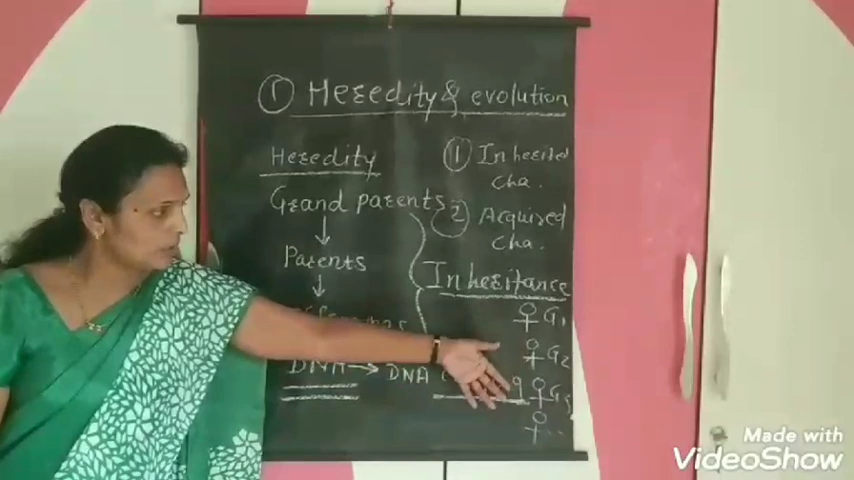 ① Heredity & evolution
Heredity
Grand parents
↓
Parents
↓
DNA → DNA
① Inherited
cha.
② Acquired
cha.
Inheritance
G1
G2
G3
Made With
VideoShow